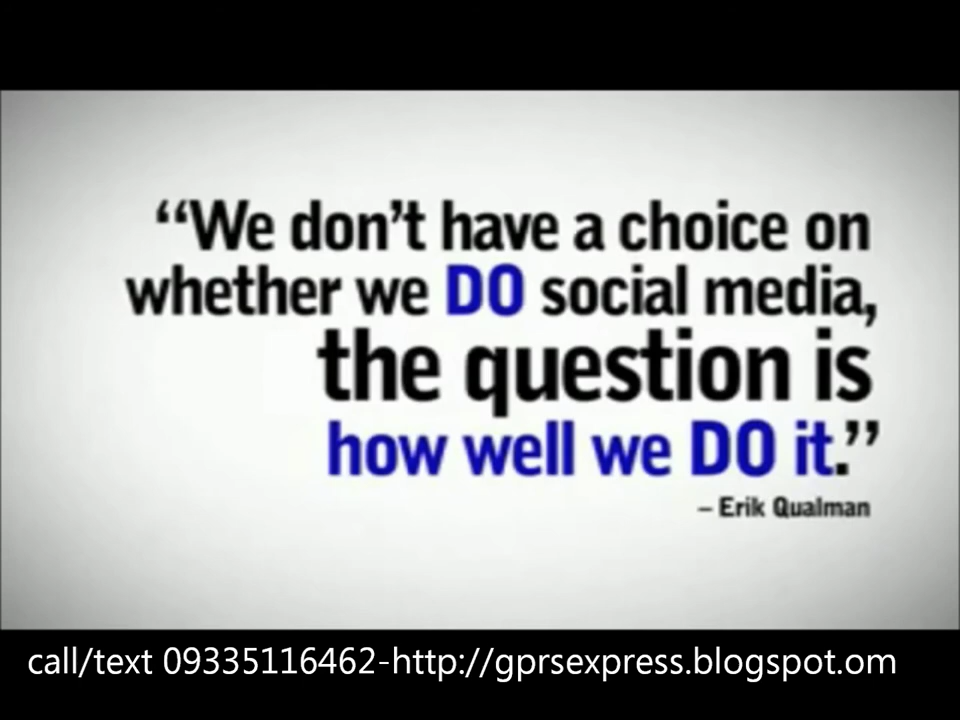 “We don’t have a choice on
whether we DO social media,
the question is
how well we DO it.”
– Erik Qualman
call/text 09335116462-http://gprsexpress.blogspot.om